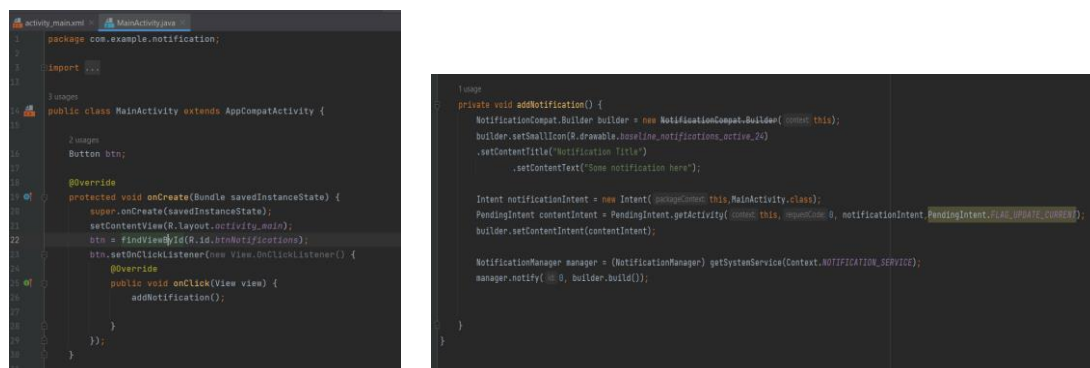 activity_main.xml × MainActivity.java ×
1 package com.example.notification;
2
3 import ...
13
3 usages
14 public class MainActivity extends AppCompatActivity {
15
2 usages
16 Button btn;
17
18 @Override
19 protected void onCreate(Bundle savedInstanceState) {
20 super.onCreate(savedInstanceState);
21 setContentView(R.layout.activity_main);
22 btn = findViewById(R.id.btnNotifications);
23 btn.setOnClickListener(new View.OnClickListener() {
24 @Override
25 public void onClick(View view) {
26 addNotification();
27
28 }
29 });
30 }
1 usage
private void addNotification() {
NotificationCompat.Builder builder = new NotificationCompat.Builder( context: this);
builder.setSmallIcon(R.drawable.baseline_notifications_active_24)
.setContentTitle("Notification Title")
.setContentText("Some notification here");
Intent notificationIntent = new Intent( packageContext: this,MainActivity.class);
PendingIntent contentIntent = PendingIntent.getActivity( context: this, requestCode: 0, notificationIntent,PendingIntent.FLAG_UPDATE_CURRENT);
builder.setContentIntent(contentIntent);
NotificationManager manager = (NotificationManager) getSystemService(Context.NOTIFICATION_SERVICE);
manager.notify( id: 0, builder.build());
}
}